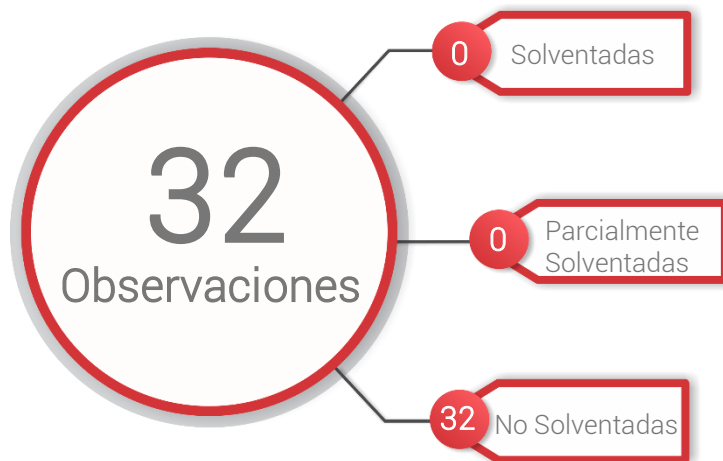 32
Observaciones
0
Solventadas
0
Parcialmente
Solventadas
32
No Solventadas